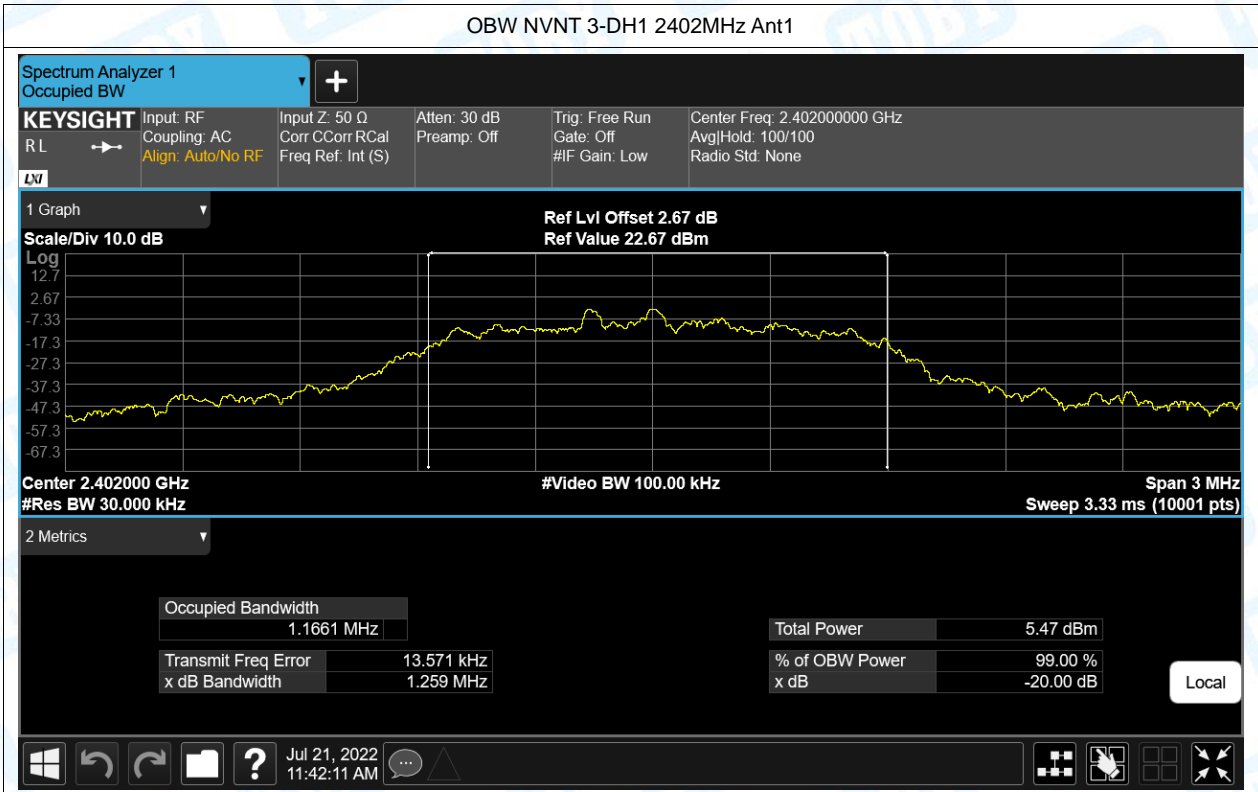 OBW NVNT 3-DH1 2402MHz Ant1
Spectrum Analyzer 1
Occupied BW
KEYSIGHT
RL
LXI
Input: RF
Coupling: AC
Align: Auto/No RF
Input Z: 50 Ω
Corr CCorr RCal
Freq Ref: Int (S)
Atten: 30 dB
Preamp: Off
Trig: Free Run
Gate: Off
#IF Gain: Low
Center Freq: 2.402000000 GHz
Avg|Hold: 100/100
Radio Std: None
1 Graph
Ref Lvl Offset 2.67 dB
Scale/Div 10.0 dB
Ref Value 22.67 dBm
Log
12.7
2.67
-7.33
-17.3
-27.3
-37.3
-47.3
-57.3
-67.3
Center 2.402000 GHz
#Video BW 100.00 kHz
Span 3 MHz
#Res BW 30.000 kHz
Sweep 3.33 ms (10001 pts)
2 Metrics
Occupied Bandwidth
1.1661 MHz
Total Power 5.47 dBm
Transmit Freq Error 13.571 kHz
% of OBW Power 99.00 %
x dB Bandwidth 1.259 MHz
x dB -20.00 dB
Local
Jul 21, 2022
11:42:11 AM